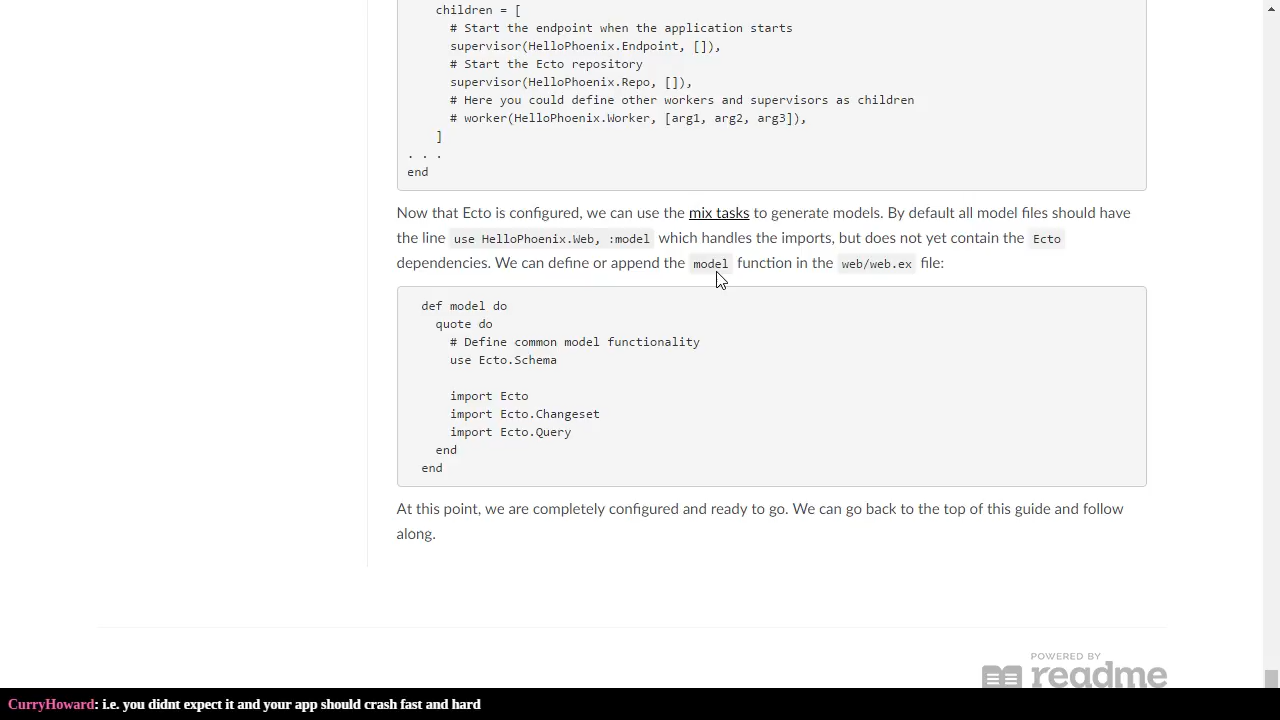 children = [
# Start the endpoint when the application starts
supervisor(HelloPhoenix.Endpoint, []),
# Start the Ecto repository
supervisor(HelloPhoenix.Repo, []),
# Here you could define other workers and supervisors as children
# worker(HelloPhoenix.Worker, [arg1, arg2, arg3]),
]
. . .
end
Now that Ecto is configured, we can use the mix tasks to generate models. By default all model files should have
the line use HelloPhoenix.Web, :model which handles the imports, but does not yet contain the Ecto
dependencies. We can define or append the model function in the web/web.ex file:
def model do
quote do
# Define common model functionality
use Ecto.Schema
import Ecto
import Ecto.Changeset
import Ecto.Query
end
end
At this point, we are completely configured and ready to go. We can go back to the top of this guide and follow
along.
POWERED BY
readme
CurryHoward: i.e. you didnt expect it and your app should crash fast and hard